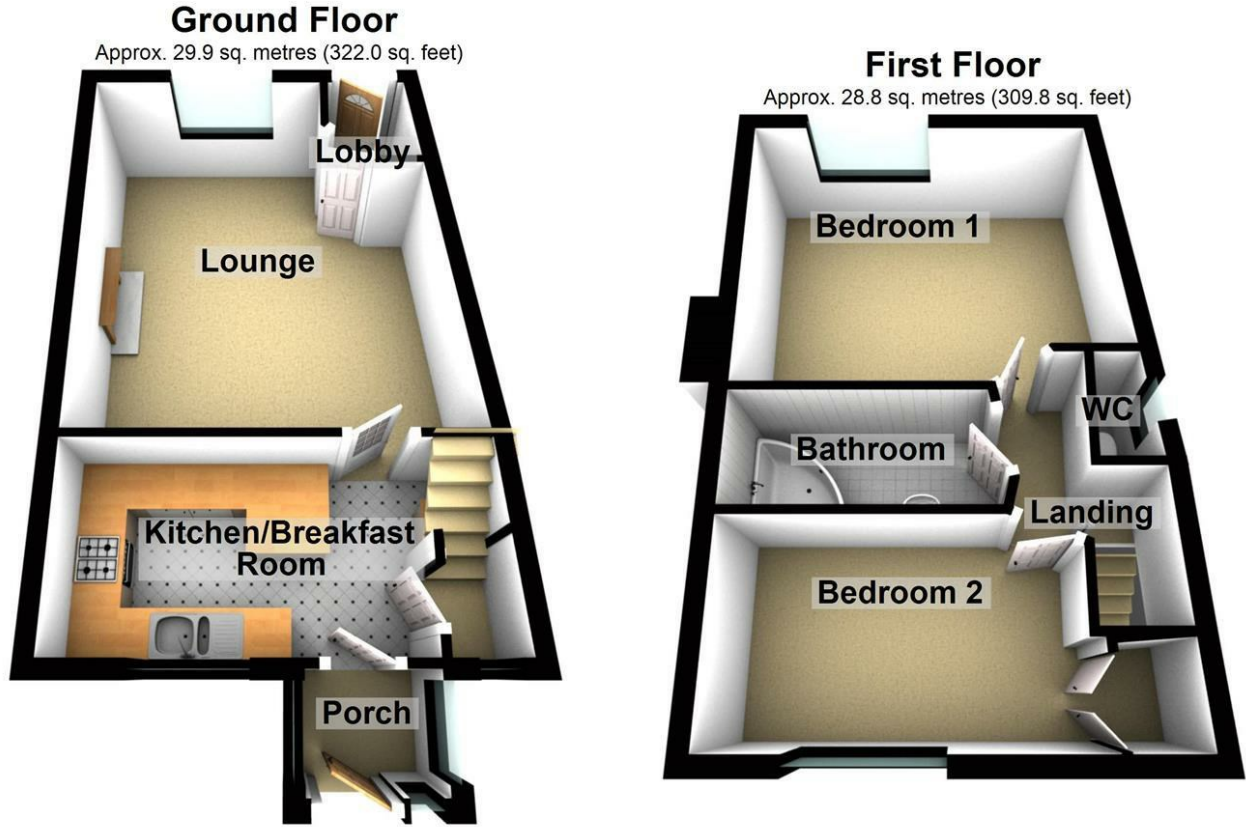 Ground Floor
Approx. 29.9 sq. metres (322.0 sq. feet)
Lobby
Lounge
Kitchen/Breakfast
Room
Porch
First Floor
Approx. 28.8 sq. metres (309.8 sq. feet)
Bedroom 1
WC
Bathroom
Landing
Bedroom 2